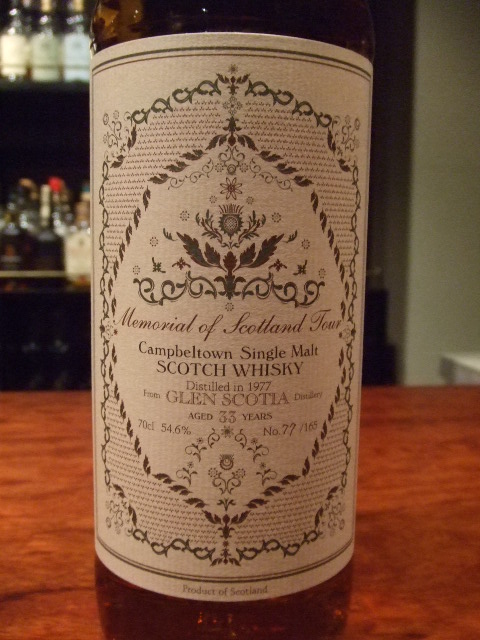 Memorial of Scotland Tour
Campbeltown Single Malt
SCOTCH WHISKY
Distilled in 1977
From GLEN SCOTIA Distillery
AGED 33 YEARS
70cl 54.6% No.77 /165
Product of Scotland